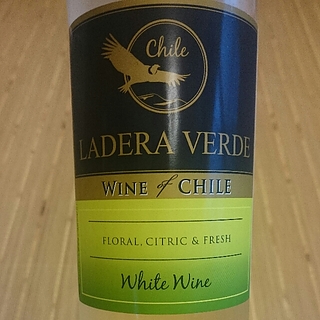 Chile
LADERA VERDE
WINE of CHILE
FLORAL, CITRIC & FRESH
White Wine